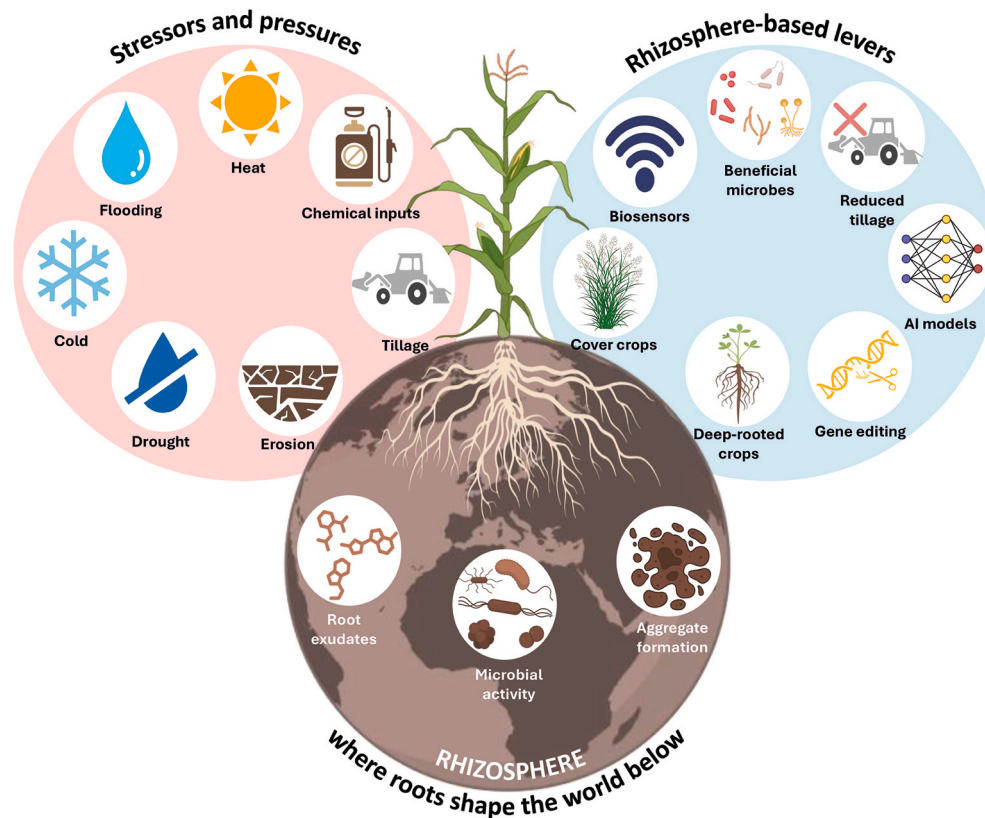 Stressors and pressures
Heat
Flooding
Chemical inputs
Cold
Tillage
Drought
Erosion
Rhizosphere-based levers
Beneficial
microbes
Biosensors
Reduced
tillage
AI models
Cover crops
Deep-rooted
crops
Gene editing
Root
exudates
Microbial
activity
Aggregate
formation
RHIZOSPHERE
where roots shape the world below